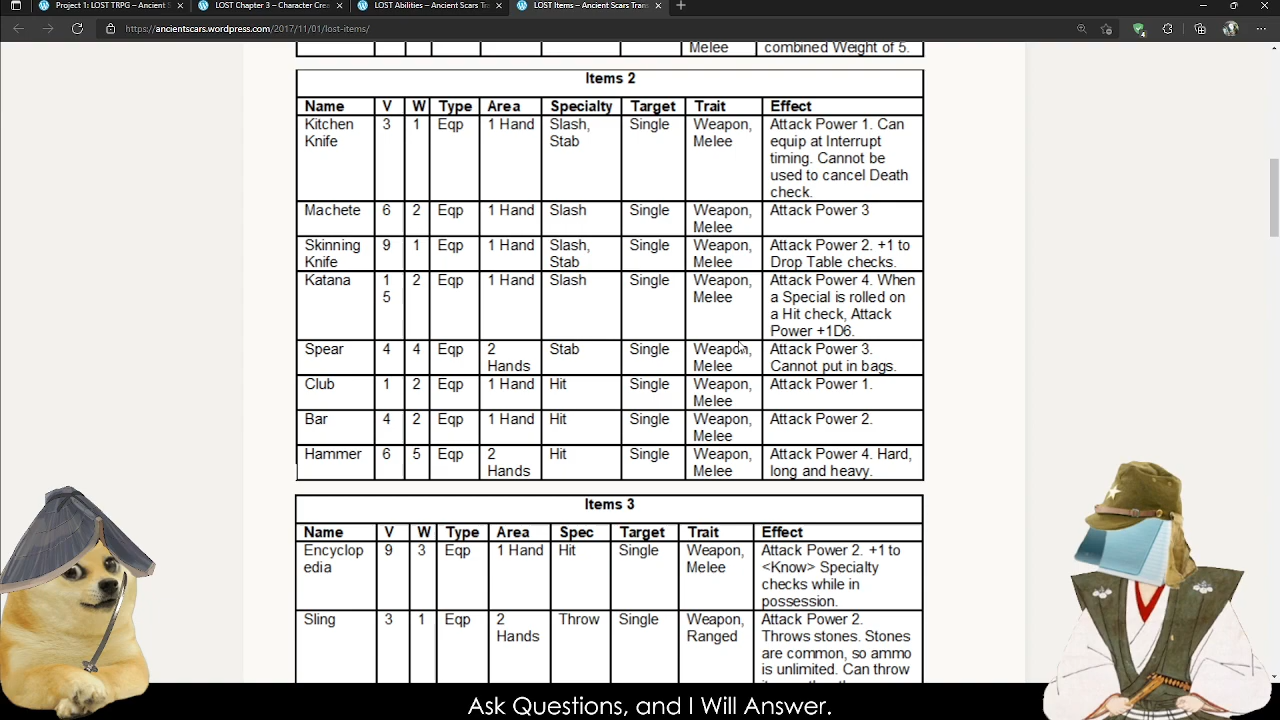 Project 1: LOST TRPG – Ancient S
LOST Chapter 3 – Character Cre
LOST Abilities – Ancient Scars Tr
LOST Items – Ancient Scars Tran
https://ancientscars.wordpress.com/2017/11/01/lost-items/
Melee combined Weight of 5.
Items 2
Name V W Type Area Specialty Target Trait Effect
Kitchen 3 1 Eqp 1 Hand Slash, Single Weapon, Attack Power 1. Can
Knife Stab Melee equip at Interrupt
timing. Cannot be
used to cancel Death
check.
Machete 6 2 Eqp 1 Hand Slash Single Weapon, Attack Power 3
Melee
Skinning 9 1 Eqp 1 Hand Slash, Single Weapon, Attack Power 2. +1 to
Knife Stab Melee Drop Table checks.
Katana 1 2 Eqp 1 Hand Slash Single Weapon, Attack Power 4. When
5 Melee a Special is rolled on
a Hit check, Attack
Power +1D6.
Spear 4 4 Eqp 2 Stab Single Weapon, Attack Power 3.
Hands Melee Cannot put in bags.
Club 1 2 Eqp 1 Hand Hit Single Weapon, Attack Power 1.
Melee
Bar 4 2 Eqp 1 Hand Hit Single Weapon, Attack Power 2.
Melee
Hammer 6 5 Eqp 2 Hit Single Weapon, Attack Power 4. Hard,
Hands Melee long and heavy.
Items 3
Name V W Type Area Spec Target Trait Effect
Encyclop 9 3 Eqp 1 Hand Hit Single Weapon, Attack Power 2. +1 to
edia Melee <Know> Specialty
checks while in
possession.
Sling 3 1 Eqp 2 Throw Single Weapon, Attack Power 2.
Hands Ranged Throws stones. Stones
are common, so ammo
is unlimited. Can throw
Ask Questions, and I Will Answer.